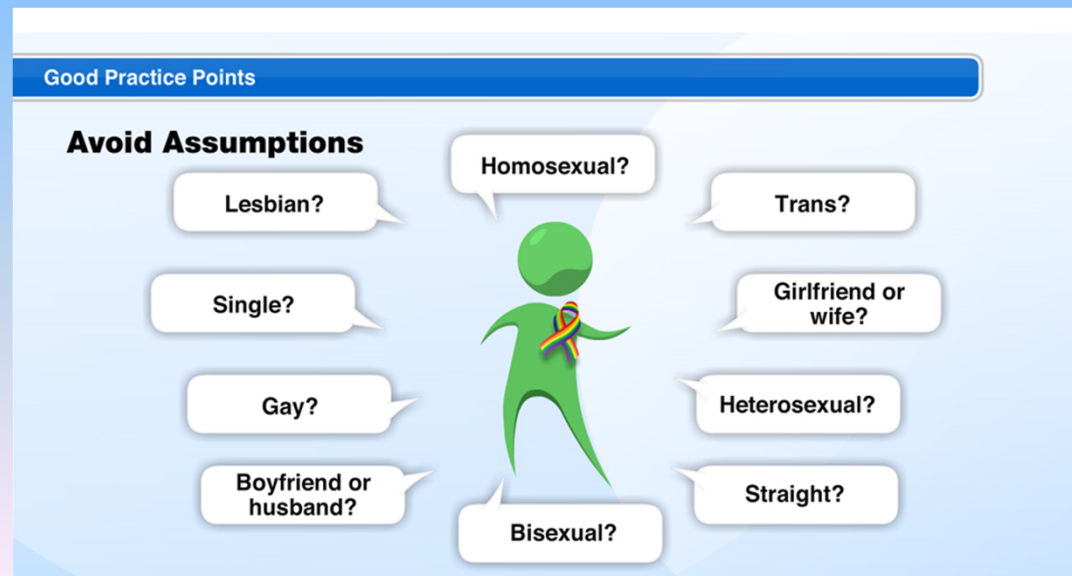 Good Practice Points
Avoid Assumptions
Homosexual?
Lesbian?
Trans?
Single?
Girlfriend or
wife?
Gay?
Heterosexual?
Boyfriend or
husband?
Straight?
Bisexual?